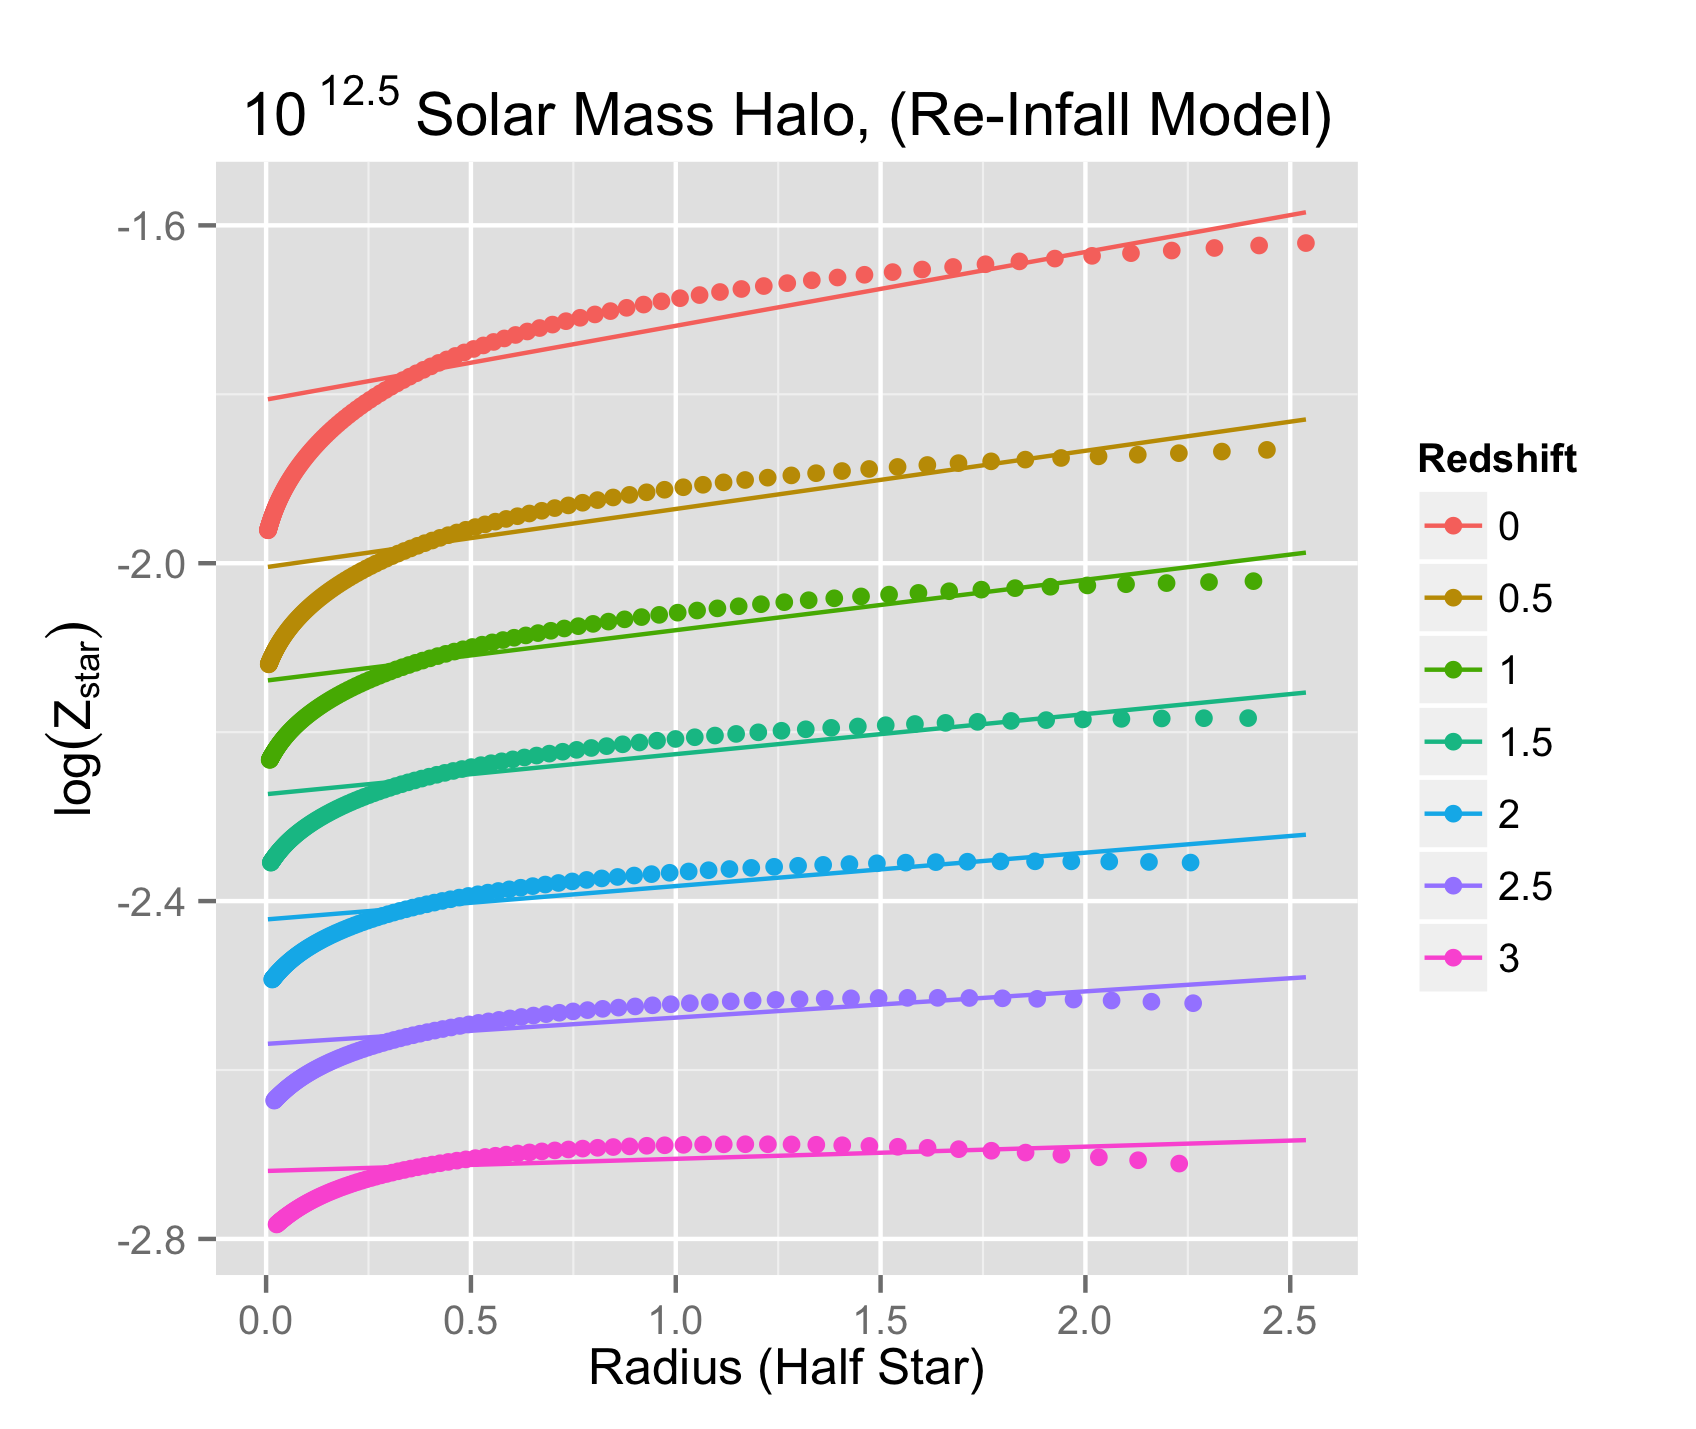 10^12.5 Solar Mass Halo, (Re-Infall Model)
-1.6
-2.0
-2.4
-2.8
log(Z_star)
0.0 0.5 1.0 1.5 2.0 2.5
Radius (Half Star)
Redshift
0
0.5
1
1.5
2
2.5
3